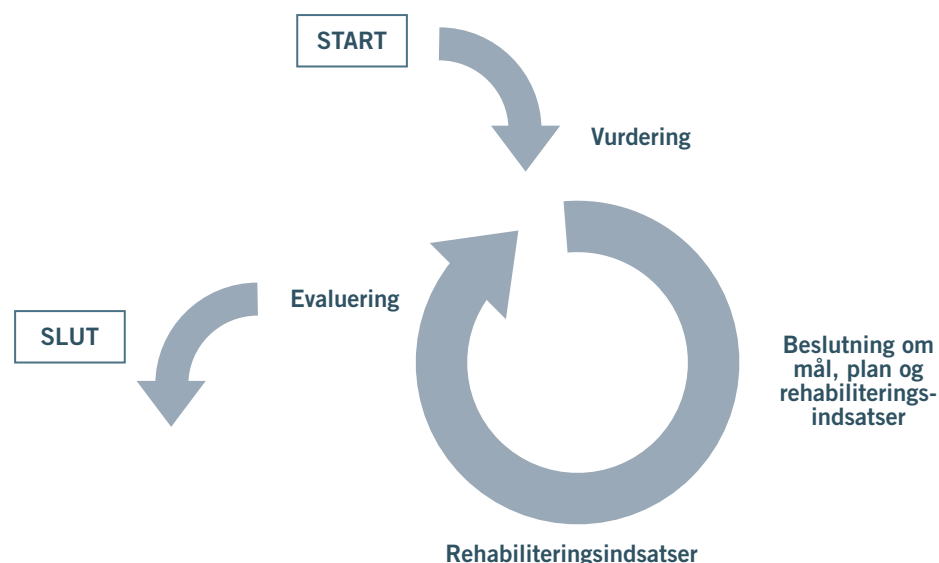 START
Vurdering
Evaluering
SLUT
Beslutning om
mål, plan og
rehabiliterings-
indsatser
Rehabiliteringsindsatser